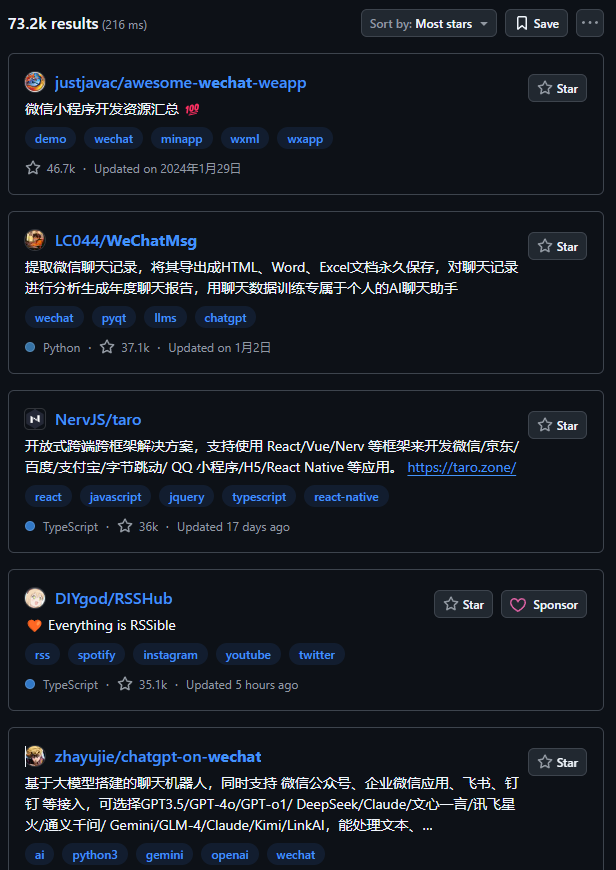 73.2k results (216 ms)
Sort by: Most stars
Save
justjavac/awesome-wechat-weapp
Star
微信小程序开发资源汇总 💯
demo wechat minapp wxml wxapp
46.7k · Updated on 2024年1月29日
LC044/WeChatMsg
Star
提取微信聊天记录，将其导出成HTML、Word、Excel文档永久保存，对聊天记录
进行分析生成年度聊天报告，用聊天数据训练专属于个人的AI聊天助手
wechat pyqt llms chatgpt
Python · 37.1k · Updated on 1月2日
NervJS/taro
Star
开放式跨端跨框架解决方案，支持使用 React/Vue/Nerv 等框架来开发微信/京东/
百度/支付宝/字节跳动/ QQ 小程序/H5/React Native 等应用。 https://taro.zone/
react javascript jquery typescript react-native
TypeScript · 36k · Updated 17 days ago
DIYgod/RSSHub
Star
Sponsor
🧡 Everything is RSSible
rss spotify instagram youtube twitter
TypeScript · 35.1k · Updated 5 hours ago
zhayujie/chatgpt-on-wechat
Star
基于大模型搭建的聊天机器人，同时支持 微信公众号、企业微信应用、飞书、钉
钉 等接入，可选择GPT3.5/GPT-4o/GPT-o1/ DeepSeek/Claude/文心一言/讯飞星
火/通义千问/ Gemini/GLM-4/Claude/Kimi/LinkAI，能处理文本、...
ai python3 gemini openai wechat